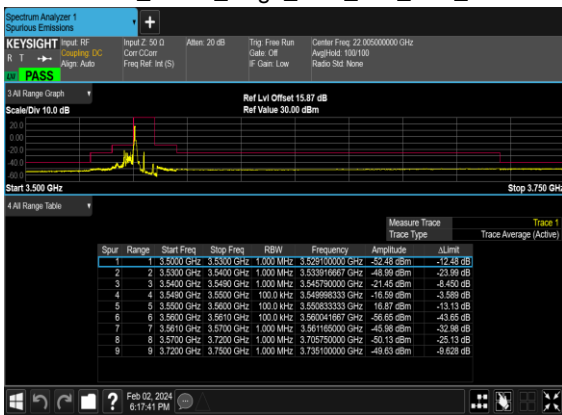 Spectrum Analyzer 1
Spurious Emissions
KEYSIGHT Input: RF Input Z: 50 Ω Atten: 20 dB Trig: Free Run Center Freq: 22.005000000 GHz
R T Coupling: DC Corr CCorr Gate: Off Avg|Hold: 100/100
Align: Auto Freq Ref: Int (S) IF Gain: Low Radio Std: None
PASS
3 All Range Graph
Ref Lvl Offset 15.87 dB
Scale/Div 10.0 dB Ref Value 30.00 dBm
20.0
0.00
-20.0
-40.0
-60.0
Start 3.500 GHz Stop 3.750 GHz
4 All Range Table
Measure Trace Trace 1
Trace Type Trace Average (Active)
Spur Range Start Freq Stop Freq RBW Frequency Amplitude ΔLimit
1 1 3.5000 GHz 3.5300 GHz 1.000 MHz 3.529100000 GHz -52.48 dBm -12.48 dB
2 2 3.5300 GHz 3.5400 GHz 1.000 MHz 3.533916667 GHz -48.99 dBm -23.99 dB
3 3 3.5400 GHz 3.5490 GHz 1.000 MHz 3.545790000 GHz -21.45 dBm -8.450 dB
4 4 3.5490 GHz 3.5500 GHz 100.0 kHz 3.549998333 GHz -16.59 dBm -3.589 dB
5 5 3.5500 GHz 3.5600 GHz 100.0 kHz 3.550833333 GHz 16.87 dBm -13.13 dB
6 6 3.5600 GHz 3.5610 GHz 100.0 kHz 3.560041667 GHz -56.65 dBm -43.65 dB
7 7 3.5610 GHz 3.5700 GHz 1.000 MHz 3.561165000 GHz -45.98 dBm -32.98 dB
8 8 3.5700 GHz 3.7200 GHz 1.000 MHz 3.705750000 GHz -50.13 dBm -25.13 dB
9 9 3.7200 GHz 3.7500 GHz 1.000 MHz 3.735100000 GHz -49.63 dBm -9.628 dB
? Feb 02, 2024
6:17:41 PM